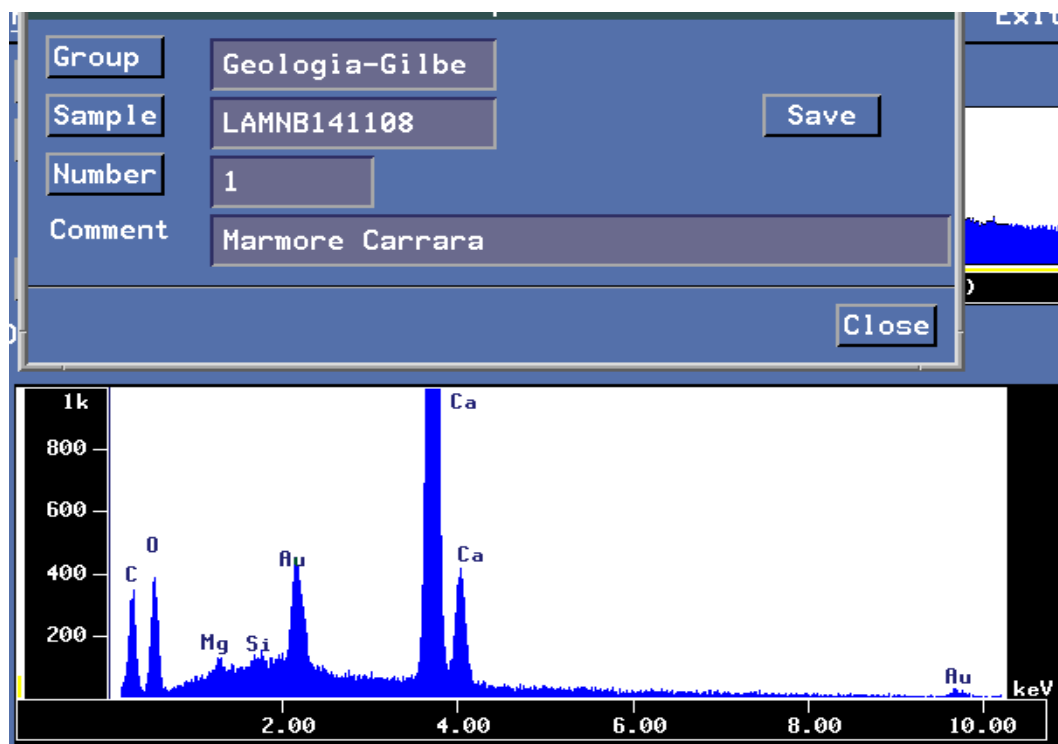 Exit
Group Geologia-Gilbe
Sample LAMNB141108 Save
Number 1
Comment Marmore Carrara
)
Close
1k Ca
800
600
O
400 C Au Ca
200 Mg Si
Au
keV
2.00 4.00 6.00 8.00 10.00